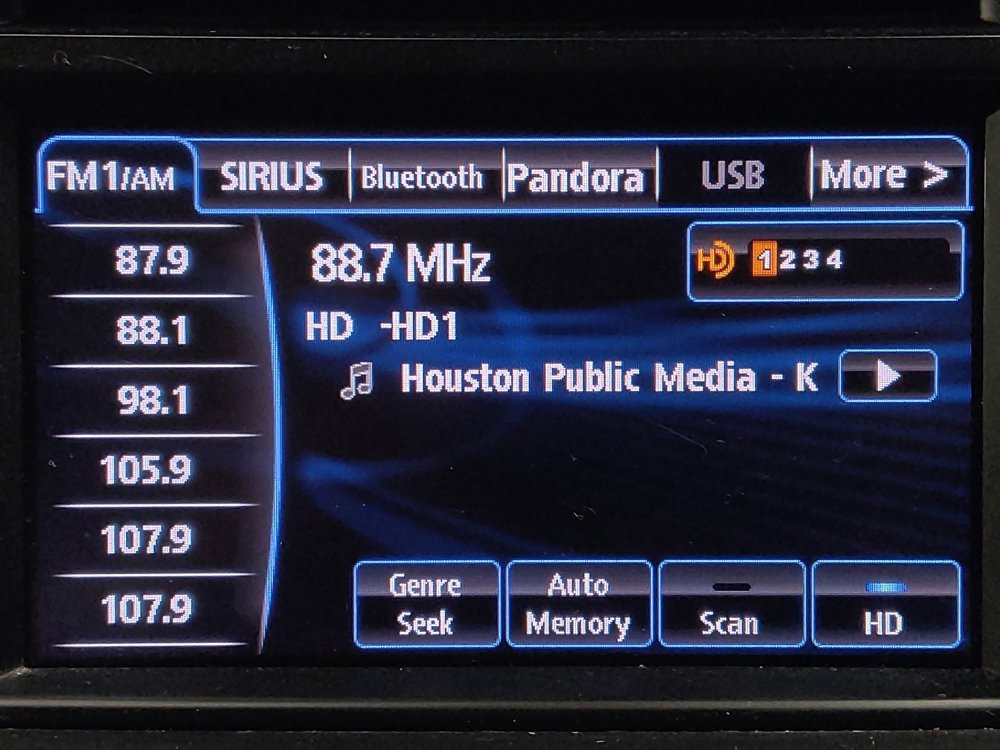 FM1/AM SIRIUS Bluetooth Pandora USB More >
87.9
88.1
98.1
105.9
107.9
107.9
88.7 MHz
HD 1 2 3 4
HD -HD1
Houston Public Media - K
Genre Seek
Auto Memory
Scan
HD